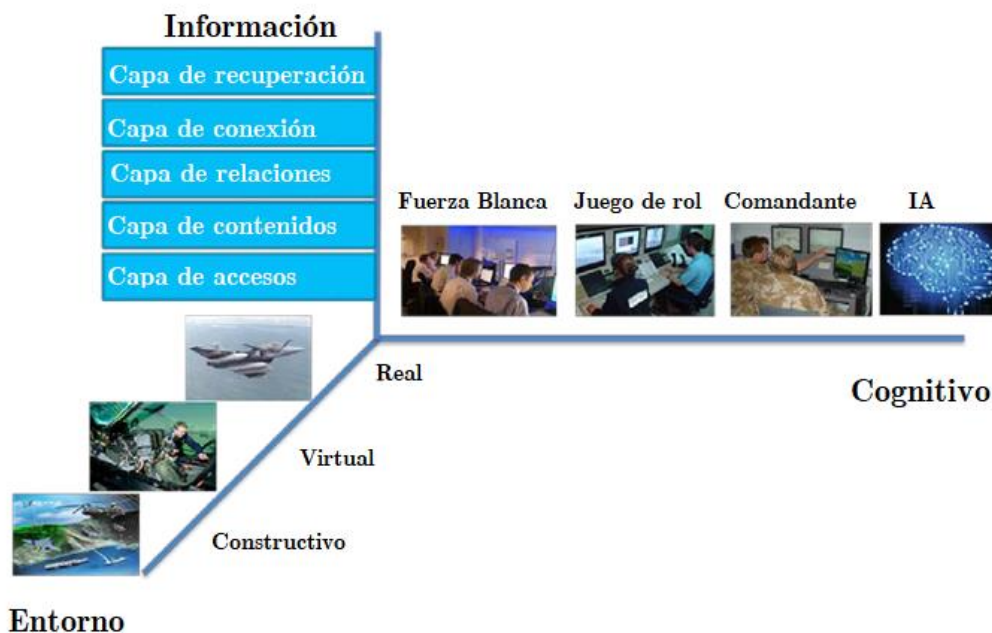 Información
Capa de recuperación
Capa de conexión
Capa de relaciones
Capa de contenidos
Capa de accesos
Fuerza Blanca
Juego de rol
Comandante
IA
Real
Cognitivo
Virtual
Constructivo
Entorno